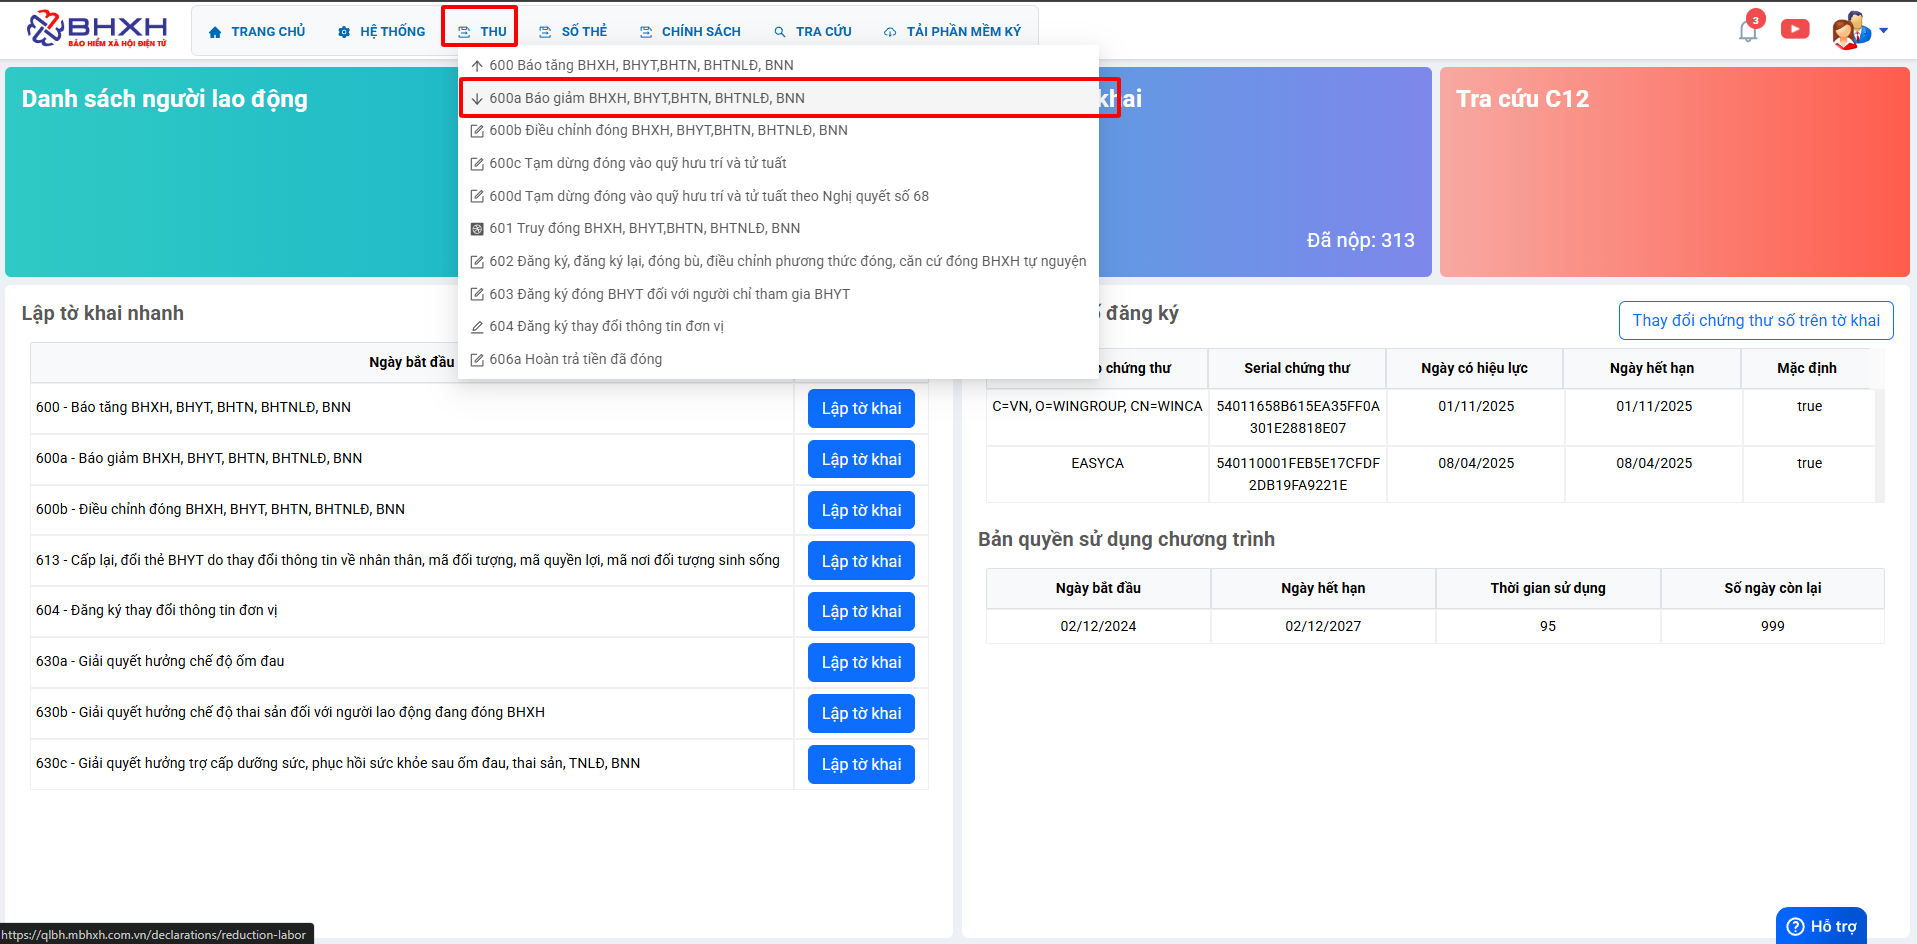 BHXH
BẢO HIỂM XÃ HỘI ĐIỆN TỬ
TRANG CHỦ
HỆ THỐNG
THU
SỔ THẺ
CHÍNH SÁCH
TRA CỨU
TẢI PHẦN MỀM KÝ
3
600 Báo tăng BHXH, BHYT,BHTN, BHTNLĐ, BNN
600a Báo giảm BHXH, BHYT,BHTN, BHTNLĐ, BNN
600b Điều chỉnh đóng BHXH, BHYT,BHTN, BHTNLĐ, BNN
600c Tạm dừng đóng vào quỹ hưu trí và tử tuất
600d Tạm dừng đóng vào quỹ hưu trí và tử tuất theo Nghị quyết số 68
601 Truy đóng BHXH, BHYT,BHTN, BHTNLĐ, BNN
602 Đăng ký, đăng ký lại, đóng bù, điều chỉnh phương thức đóng, căn cứ đóng BHXH tự nguyện
603 Đăng ký đóng BHYT đối với người chỉ tham gia BHYT
604 Đăng ký thay đổi thông tin đơn vị
606a Hoàn trả tiền đã đóng
Danh sách người lao động
khai
Đã nộp: 313
Tra cứu C12
Lập tờ khai nhanh
Ngày bắt đầu
600 - Báo tăng BHXH, BHYT, BHTN, BHTNLĐ, BNN
Lập tờ khai
600a - Báo giảm BHXH, BHYT, BHTN, BHTNLĐ, BNN
Lập tờ khai
600b - Điều chỉnh đóng BHXH, BHYT, BHTN, BHTNLĐ, BNN
Lập tờ khai
613 - Cấp lại, đổi thẻ BHYT do thay đổi thông tin về nhân thân, mã đối tượng, mã quyền lợi, mã nơi đối tượng sinh sống
Lập tờ khai
604 - Đăng ký thay đổi thông tin đơn vị
Lập tờ khai
630a - Giải quyết hưởng chế độ ốm đau
Lập tờ khai
630b - Giải quyết hưởng chế độ thai sản đối với người lao động đang đóng BHXH
Lập tờ khai
630c - Giải quyết hưởng trợ cấp dưỡng sức, phục hồi sức khỏe sau ốm đau, thai sản, TNLĐ, BNN
Lập tờ khai
đăng ký
Thay đổi chứng thư số trên tờ khai
chứng thư
Serial chứng thư
Ngày có hiệu lực
Ngày hết hạn
Mặc định
C=VN, O=WINGROUP, CN=WINCA
54011658B615EA35FF0A
301E28818E07
01/11/2025
01/11/2025
true
EASYCA
540110001FEB5E17CFDF
2DB19FA9221E
08/04/2025
08/04/2025
true
Bản quyền sử dụng chương trình
Ngày bắt đầu
Ngày hết hạn
Thời gian sử dụng
Số ngày còn lại
02/12/2024
02/12/2027
95
999
https://qlbh.mbhxh.com.vn/declarations/reduction-labor
Hỗ trợ